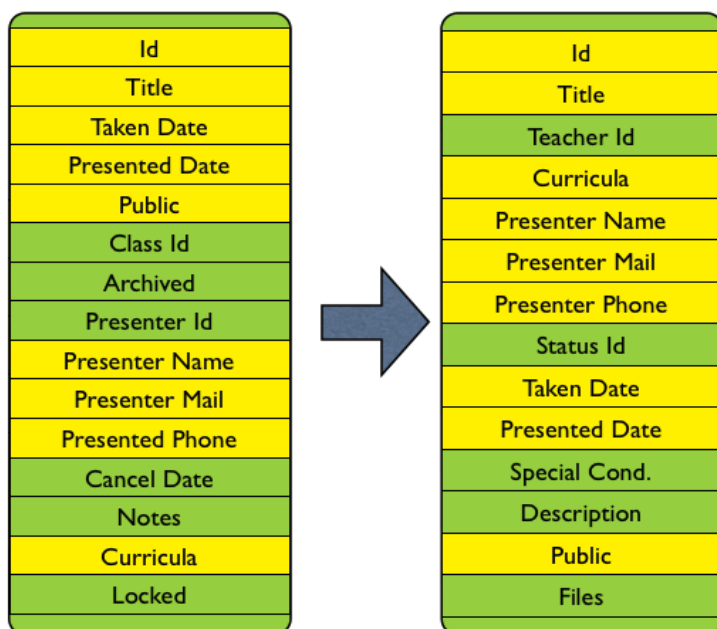 Id
Title
Taken Date
Presented Date
Public
Class Id
Archived
Presenter Id
Presenter Name
Presenter Mail
Presented Phone
Cancel Date
Notes
Curricula
Locked
Id
Title
Teacher Id
Curricula
Presenter Name
Presenter Mail
Presenter Phone
Status Id
Taken Date
Presented Date
Special Cond.
Description
Public
Files